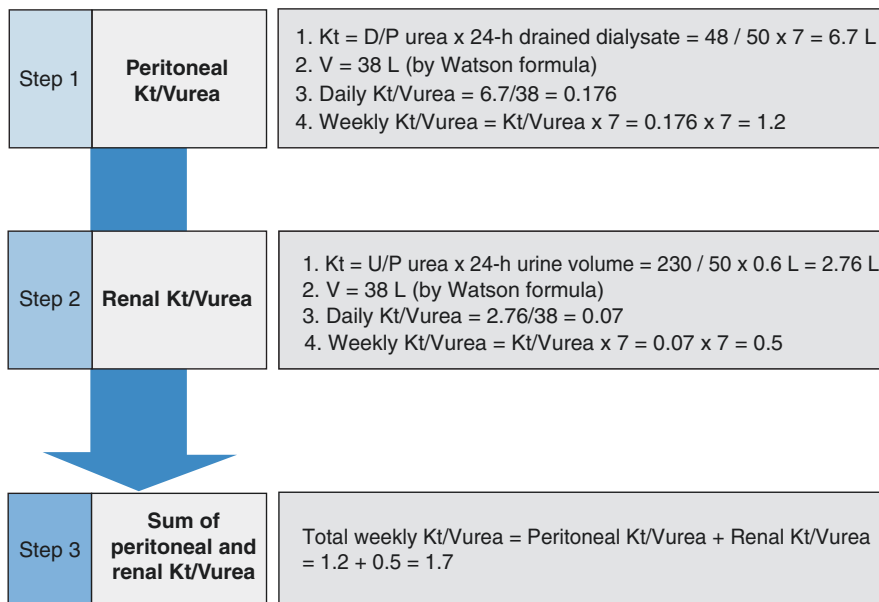 Step 1
Peritoneal
Kt/Vurea
1. Kt = D/P urea x 24-h drained dialysate = 48 / 50 x 7 = 6.7 L
2. V = 38 L (by Watson formula)
3. Daily Kt/Vurea = 6.7/38 = 0.176
4. Weekly Kt/Vurea = Kt/Vurea x 7 = 0.176 x 7 = 1.2
Step 2
Renal Kt/Vurea
1. Kt = U/P urea x 24-h urine volume = 230 / 50 x 0.6 L = 2.76 L
2. V = 38 L (by Watson formula)
3. Daily Kt/Vurea = 2.76/38 = 0.07
4. Weekly Kt/Vurea = Kt/Vurea x 7 = 0.07 x 7 = 0.5
Step 3
Sum of
peritoneal and
renal Kt/Vurea
Total weekly Kt/Vurea = Peritoneal Kt/Vurea + Renal Kt/Vurea
= 1.2 + 0.5 = 1.7